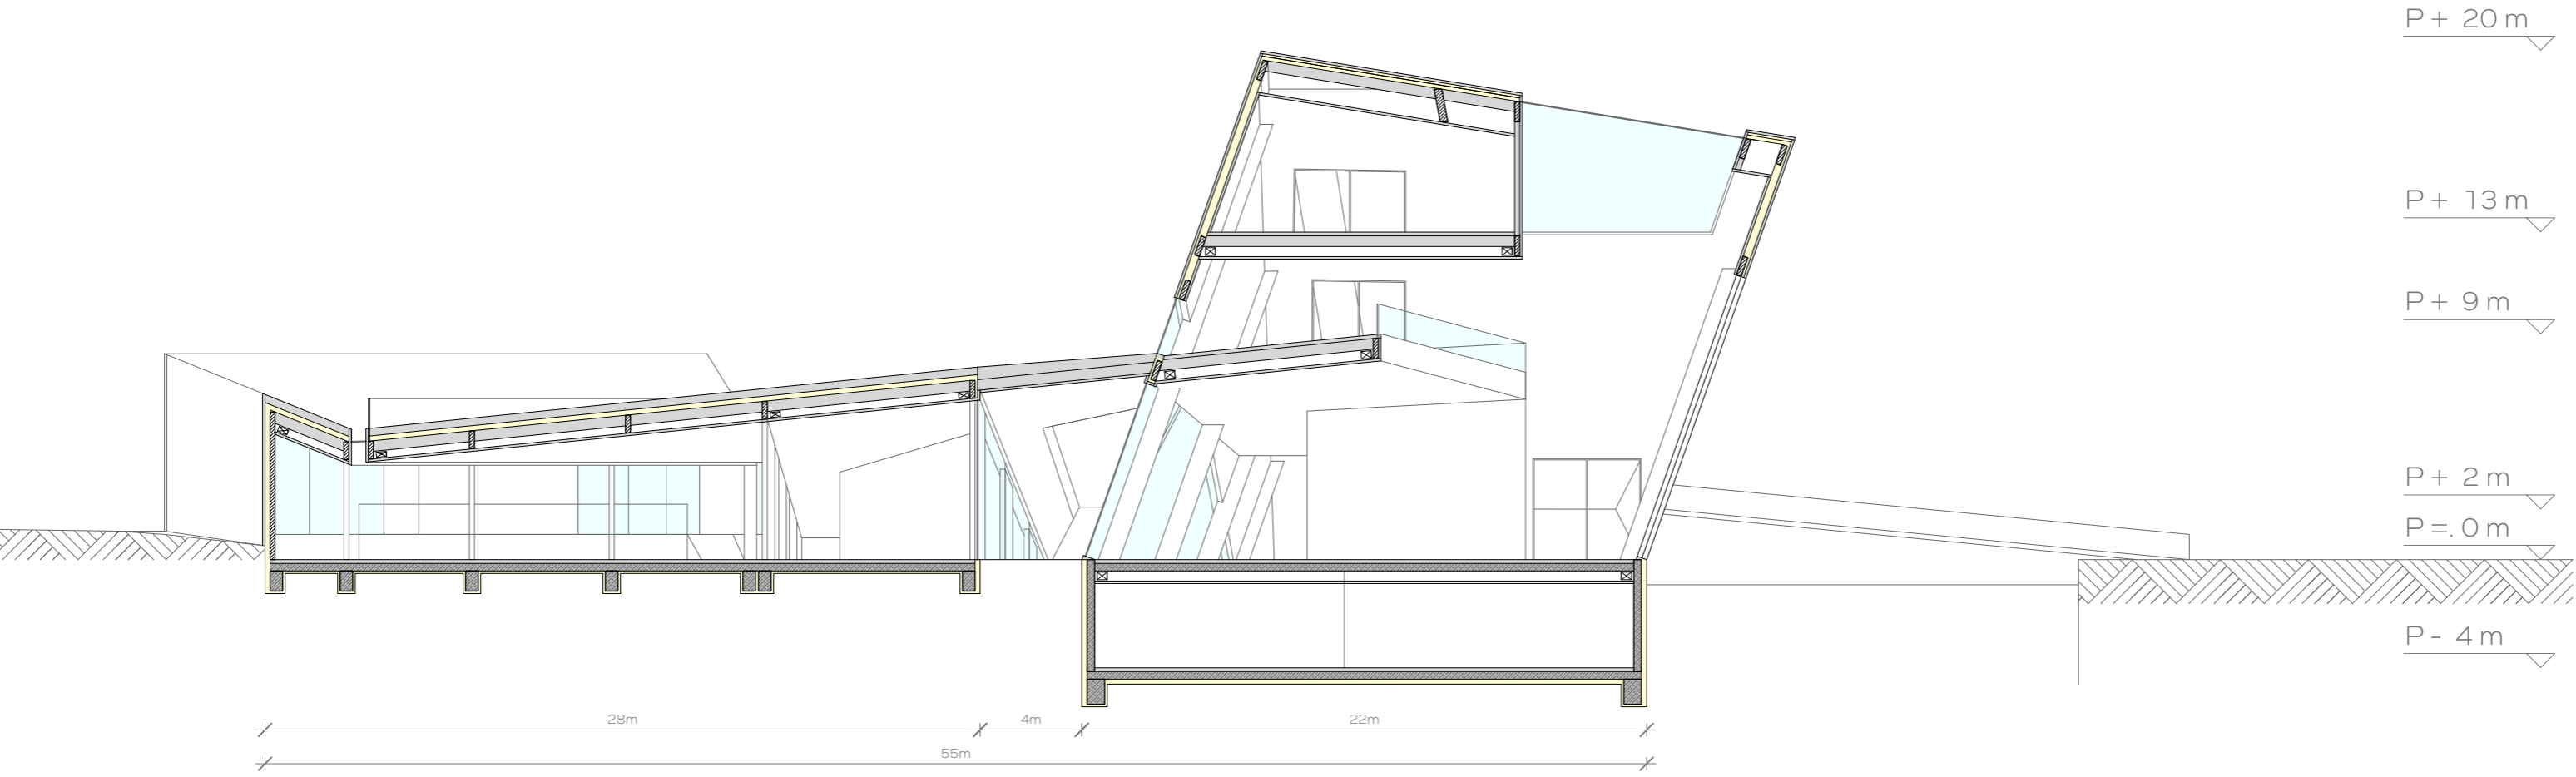 P + 20 m
P + 13 m
P + 9 m
P + 2 m
P =. 0 m
P - 4 m
28m
4m
22m
55m